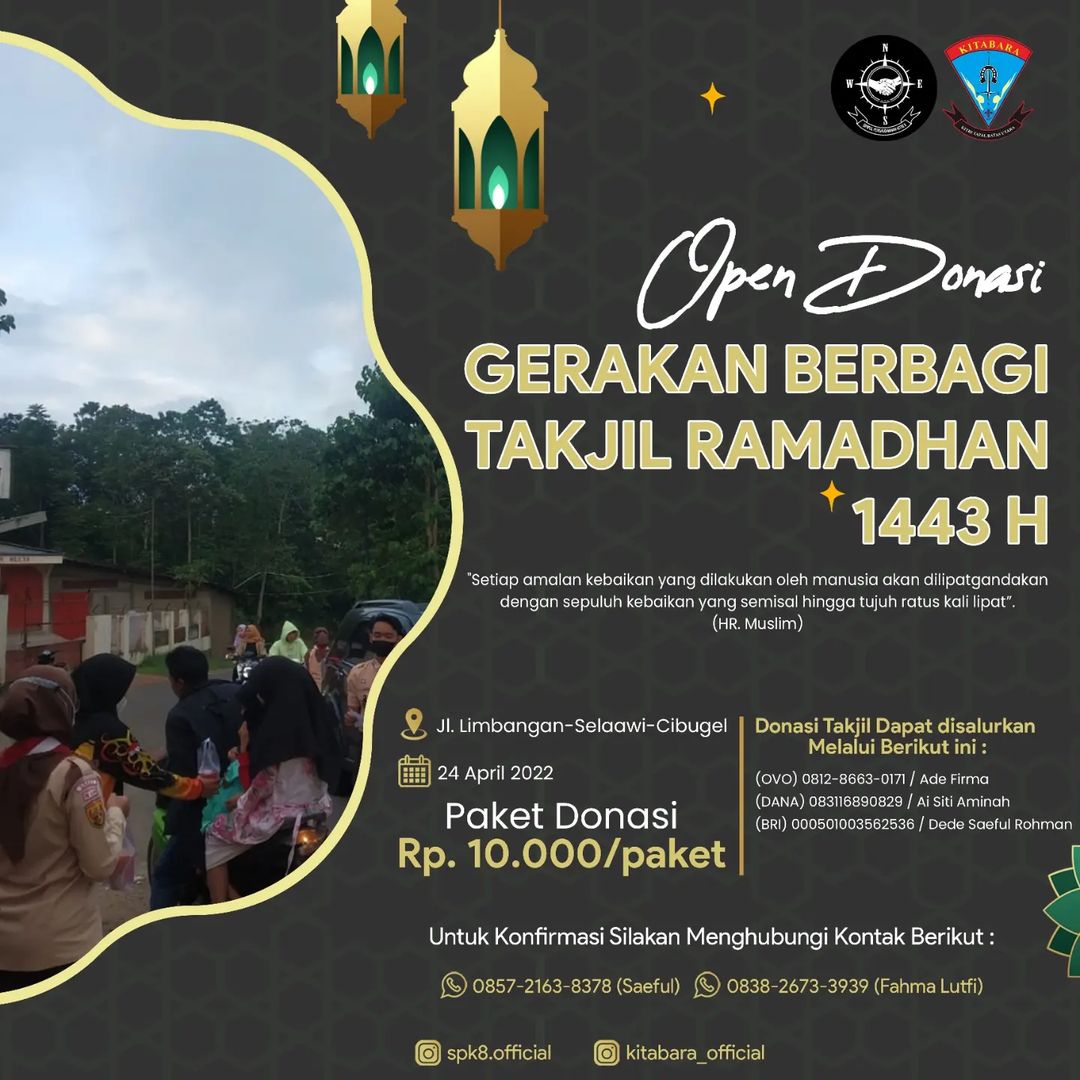 N
W E
S
KITABARA
Open Donasi
GERAKAN BERBAGI
TAKJIL RAMADHAN
1443 H
"Setiap amalan kebaikan yang dilakukan oleh manusia akan dilipatgandakan
dengan sepuluh kebaikan yang semisal hingga tujuh ratus kali lipat".
(HR. Muslim)
Jl. Limbangan-Selaawi-Cibugel
24 April 2022
Paket Donasi
Rp. 10.000/paket
Donasi Takjil Dapat disalurkan
Melalui Berikut ini :
(OVO) 0812-8663-0171 / Ade Firma
(DANA) 083116890829 / Ai Siti Aminah
(BRI) 000501003562536 / Dede Saeful Rohman
Untuk Konfirmasi Silakan Menghubungi Kontak Berikut :
0857-2163-8378 (Saeful) 0838-2673-3939 (Fahma Lutfi)
spk8.official kitabara_official